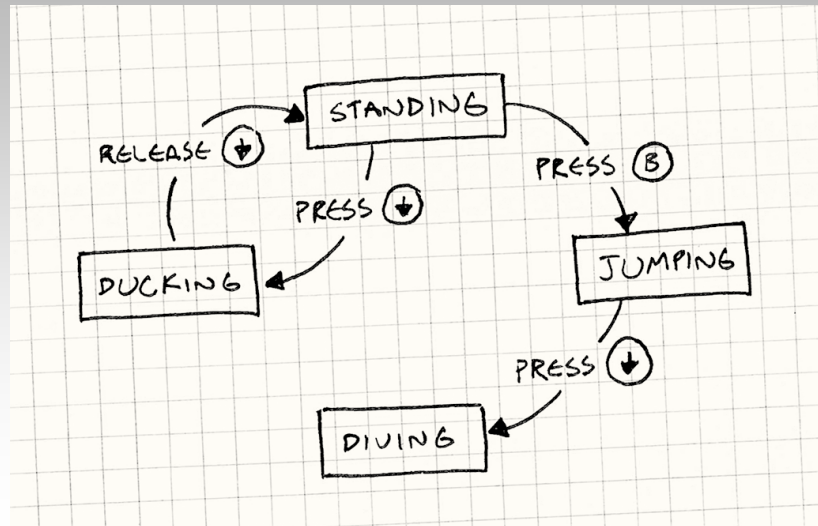 STANDING
RELEASE ↓
PRESS B
PRESS ↓
DUCKING
JUMPING
PRESS ↓
DIVING